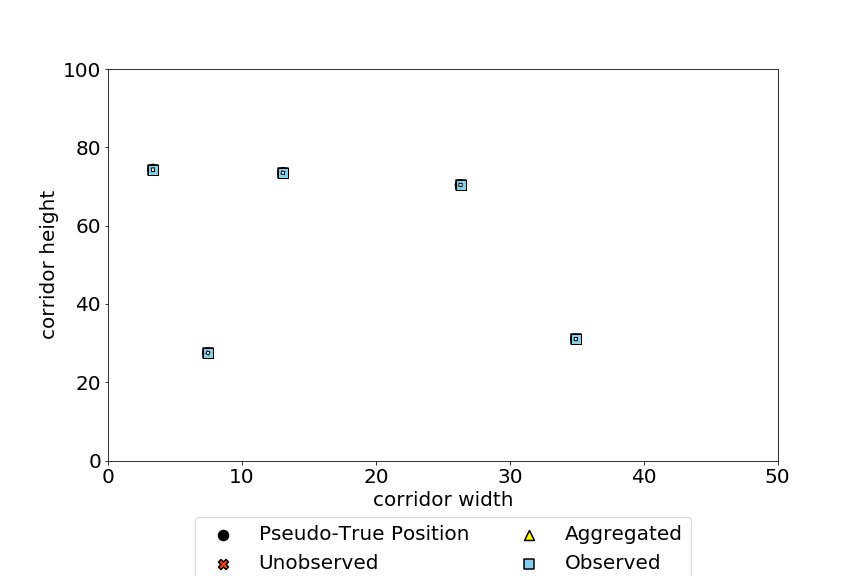 100
80
60
40
20
0
0 10 20 30 40 50
corridor height
corridor width
Pseudo-True Position
Aggregated
Unobserved
Observed